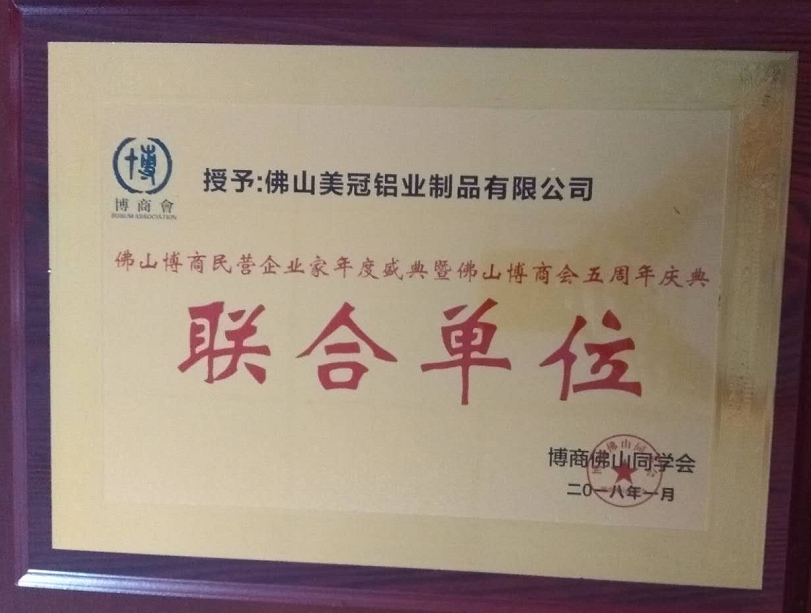 博
博商會
BOSUM ASSOCIATION
授予:佛山美冠铝业制品有限公司
佛山博商民营企业家年度盛典暨佛山博商会五周年庆典
联合单位
博商佛山同学会
二〇一八年一月